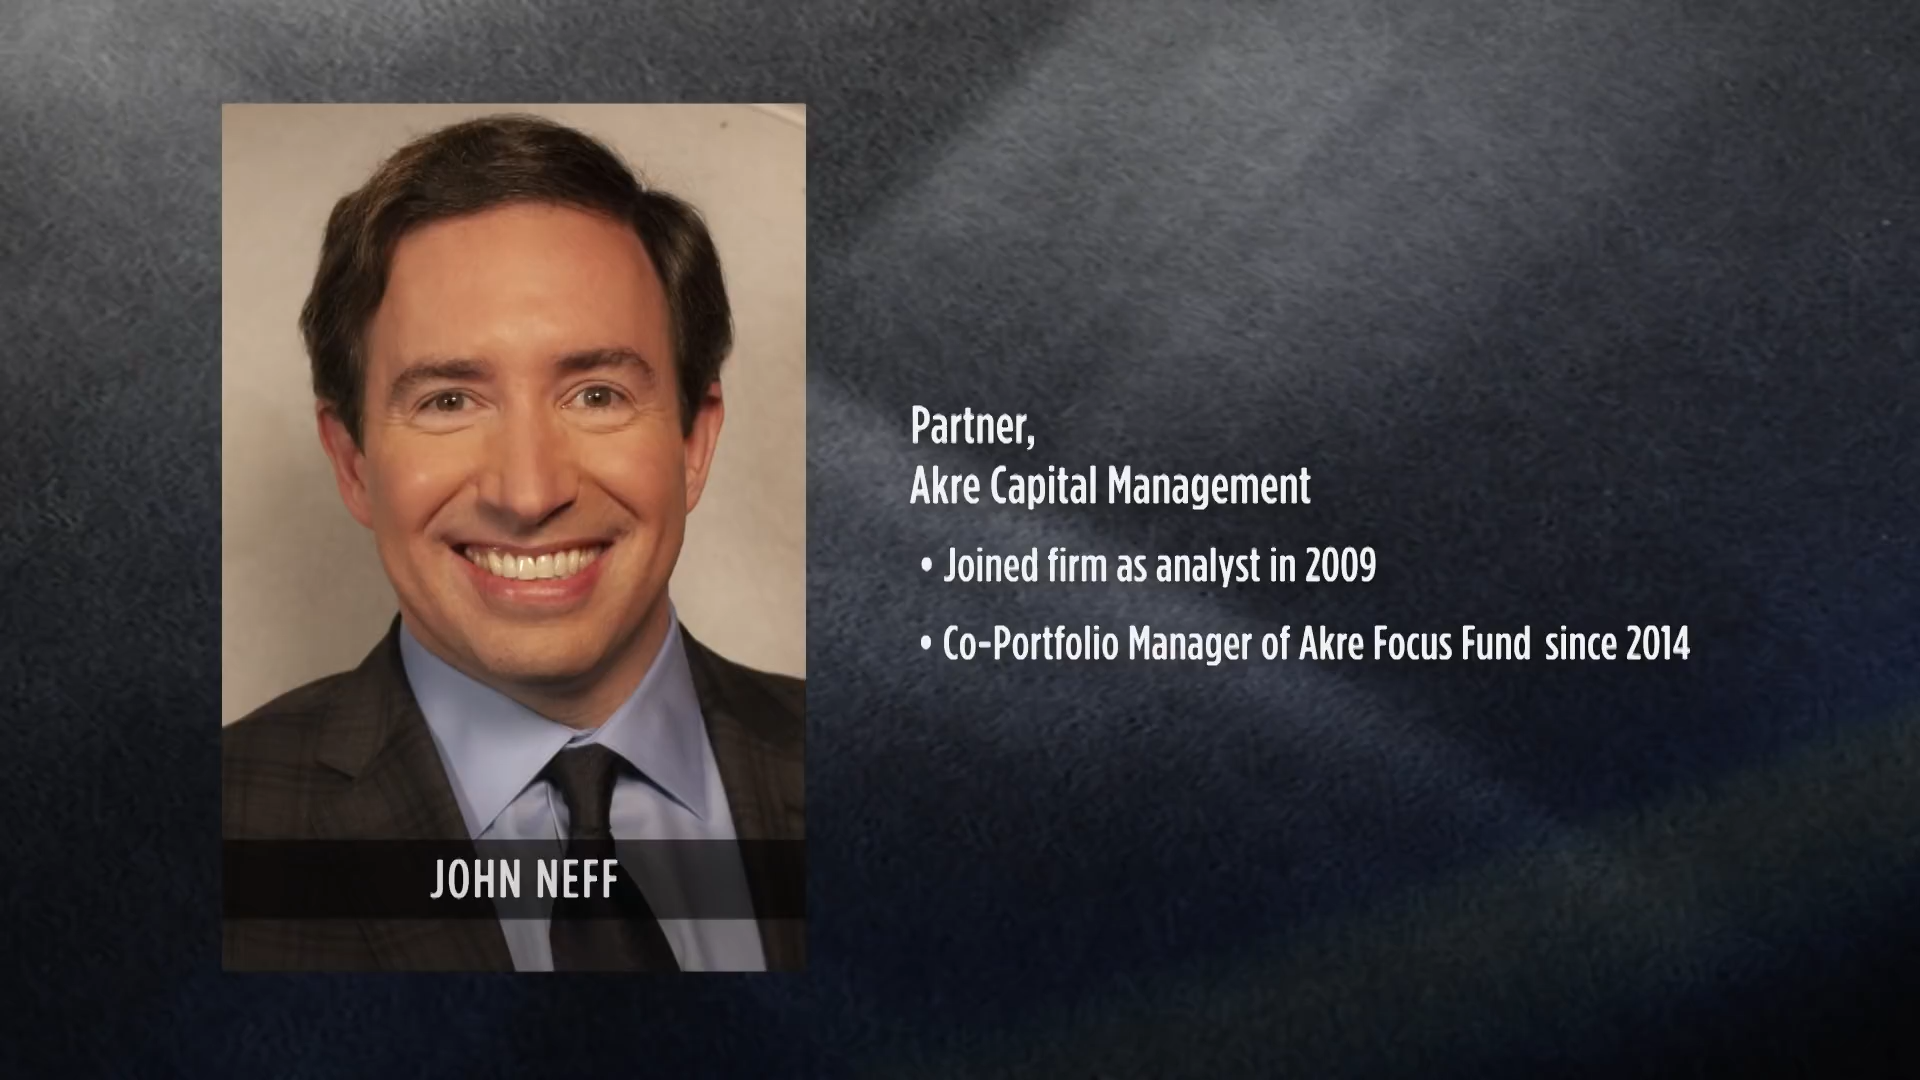 Partner,
Akre Capital Management
• Joined firm as analyst in 2009
• Co-Portfolio Manager of Akre Focus Fund since 2014
JOHN NEFF